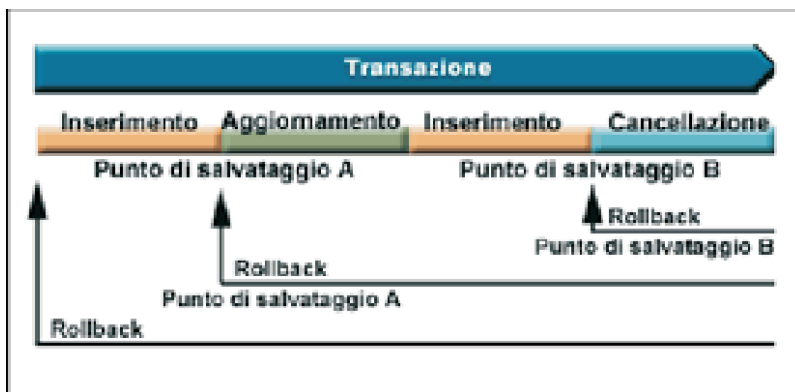 Transazione
Inserimento Aggiornamento Inserimento Cancellazione
Punto di salvataggio A Punto di salvataggio B
Rollback
Punto di salvataggio B
Rollback
Punto di salvataggio A
Rollback